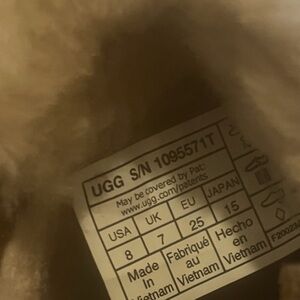 UGG S/N 1095571T
May be covered by Pat:
www.ugg.com/patents
USA UK EU JAPAN
8 7 25 15
Made in Vietnam
Fabriqué au Vietnam
Hecho en Vietnam